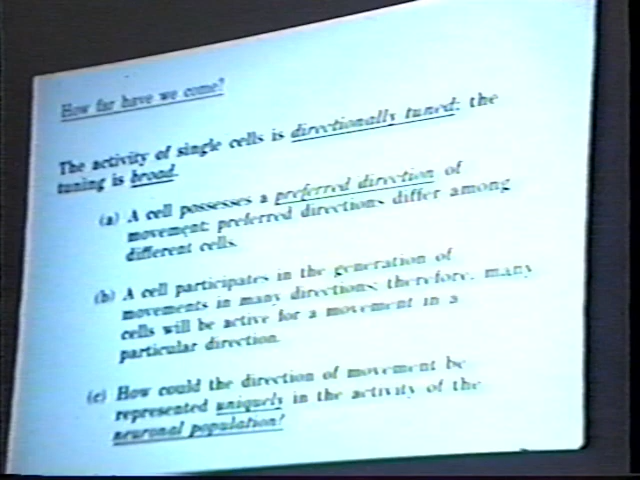 How far have we come?
The activity of single cells is directionally tuned; the
tuning is broad.
(a) A cell possesses a preferred direction of
movement; preferred directions differ among
different cells.
(b) A cell participates in the generation of
movements in many directions; therefore, many
cells will be active for a movement in a
particular direction.
(c) How could the direction of movement be
represented uniquely in the activity of the
neuronal population?